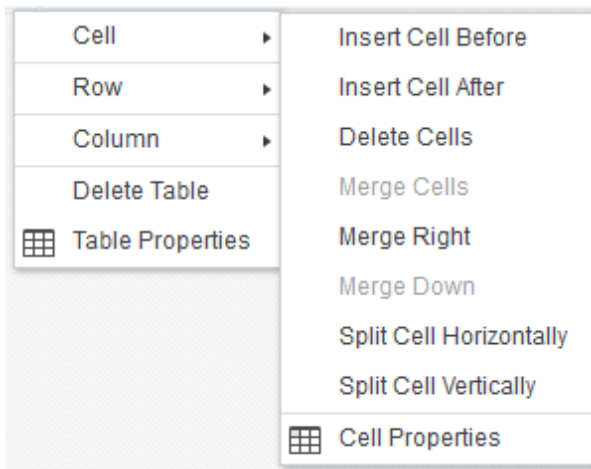 Cell
Row
Column
Delete Table
Table Properties
Insert Cell Before
Insert Cell After
Delete Cells
Merge Cells
Merge Right
Merge Down
Split Cell Horizontally
Split Cell Vertically
Cell Properties